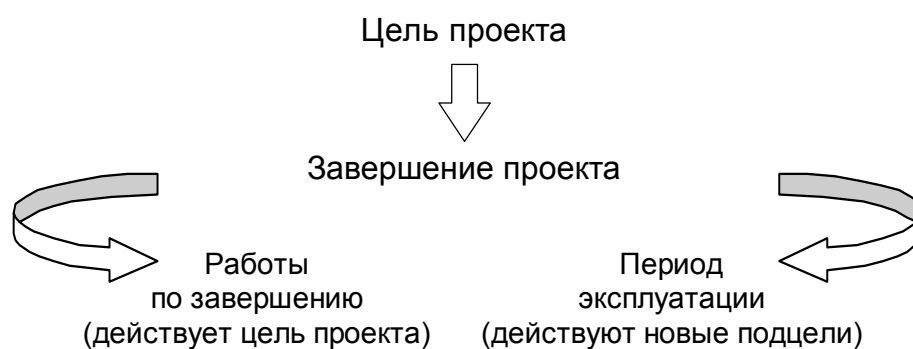 Цель проекта
Завершение проекта
Работы
по завершению
(действует цель проекта)
Период
эксплуатации
(действуют новые подцели)